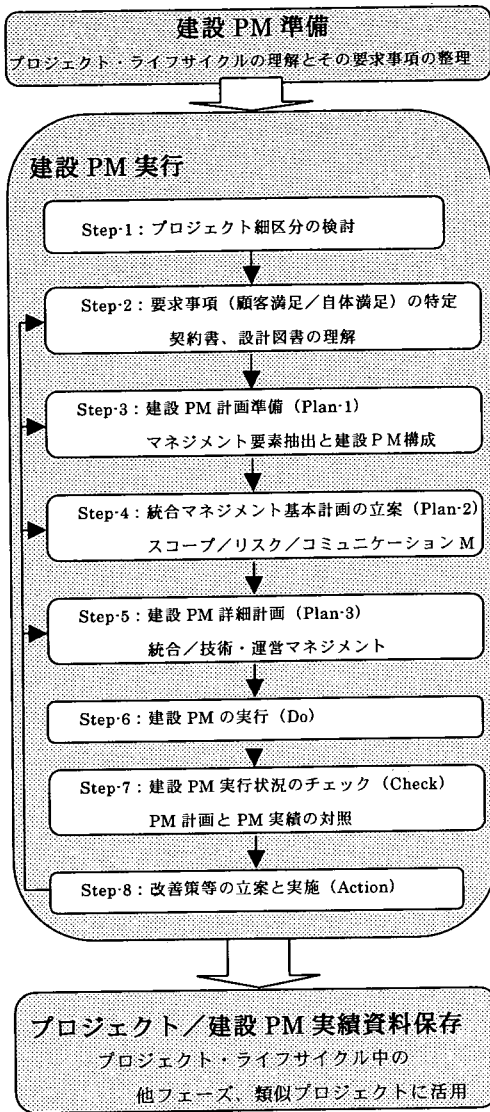 建設 PM 準備
プロジェクト・ライフサイクルの理解とその要求事項の整理
建設 PM 実行
Step-1：プロジェクト細区分の検討
Step-2：要求事項（顧客満足／自体満足）の特定
契約書、設計図書の理解
Step-3：建設 PM 計画準備（Plan-1）
マネジメント要素抽出と建設ＰＭ構成
Step-4：統合マネジメント基本計画の立案（Plan-2）
スコープ／リスク／コミュニケーション M
Step-5：建設 PM 詳細計画（Plan-3）
統合／技術・運営マネジメント
Step-6：建設 PM の実行（Do）
Step-7：建設 PM 実行状況のチェック（Check）
PM 計画と PM 実績の対照
Step-8：改善策等の立案と実施（Action）
プロジェクト／建設 PM 実績資料保存
プロジェクト・ライフサイクル中の
他フェーズ、類似プロジェクトに活用